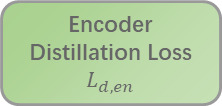 Encoder
Distillation Loss
L_{d,en}